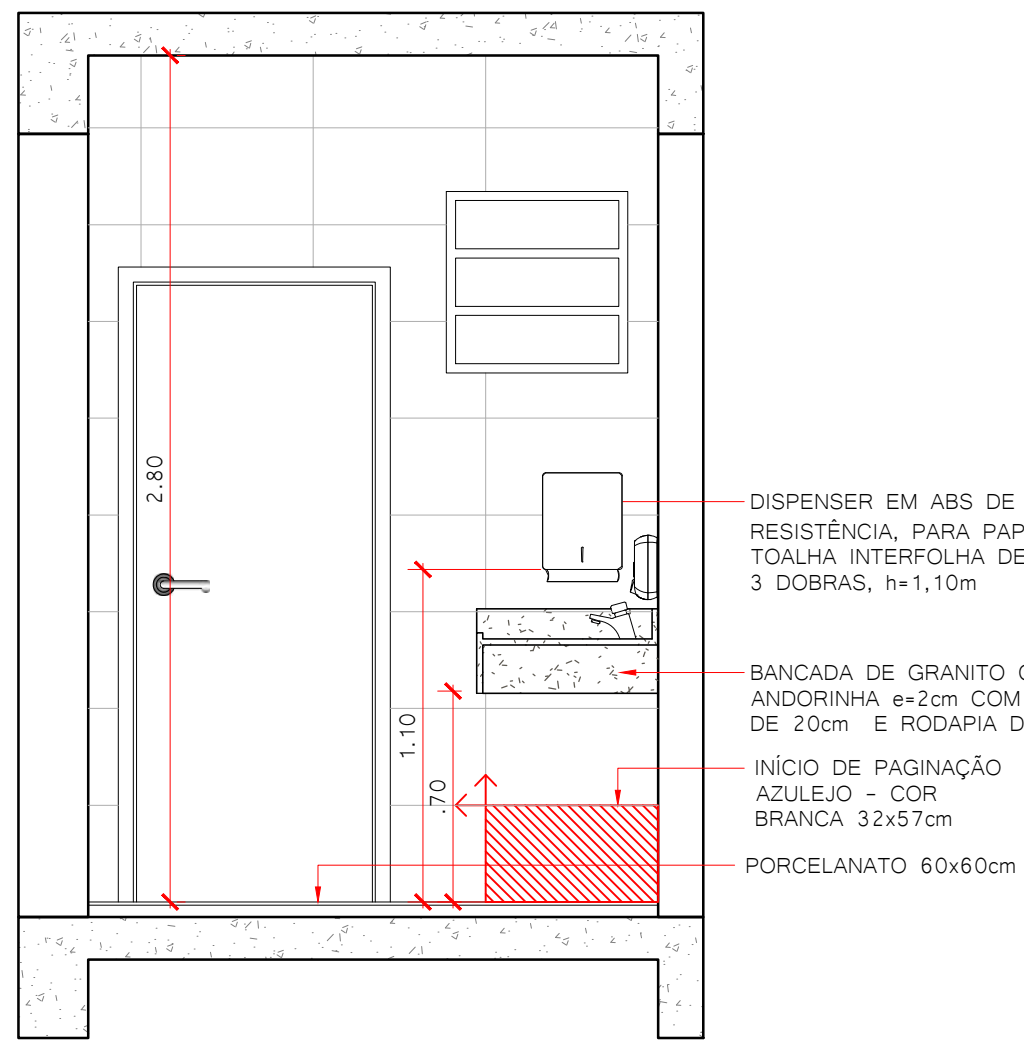 2.80
1.10
.70
DISPENSER EM ABS DE
RESISTÊNCIA, PARA PAP
TOALHA INTERFOLHA DE
3 DOBRAS, h=1,10m
BANCADA DE GRANITO
ANDORINHA e=2cm COM
DE 20cm E RODAPIA D
INÍCIO DE PAGINAÇÃO
AZULEJO - COR
BRANCA 32x57cm
PORCELANATO 60x60cm